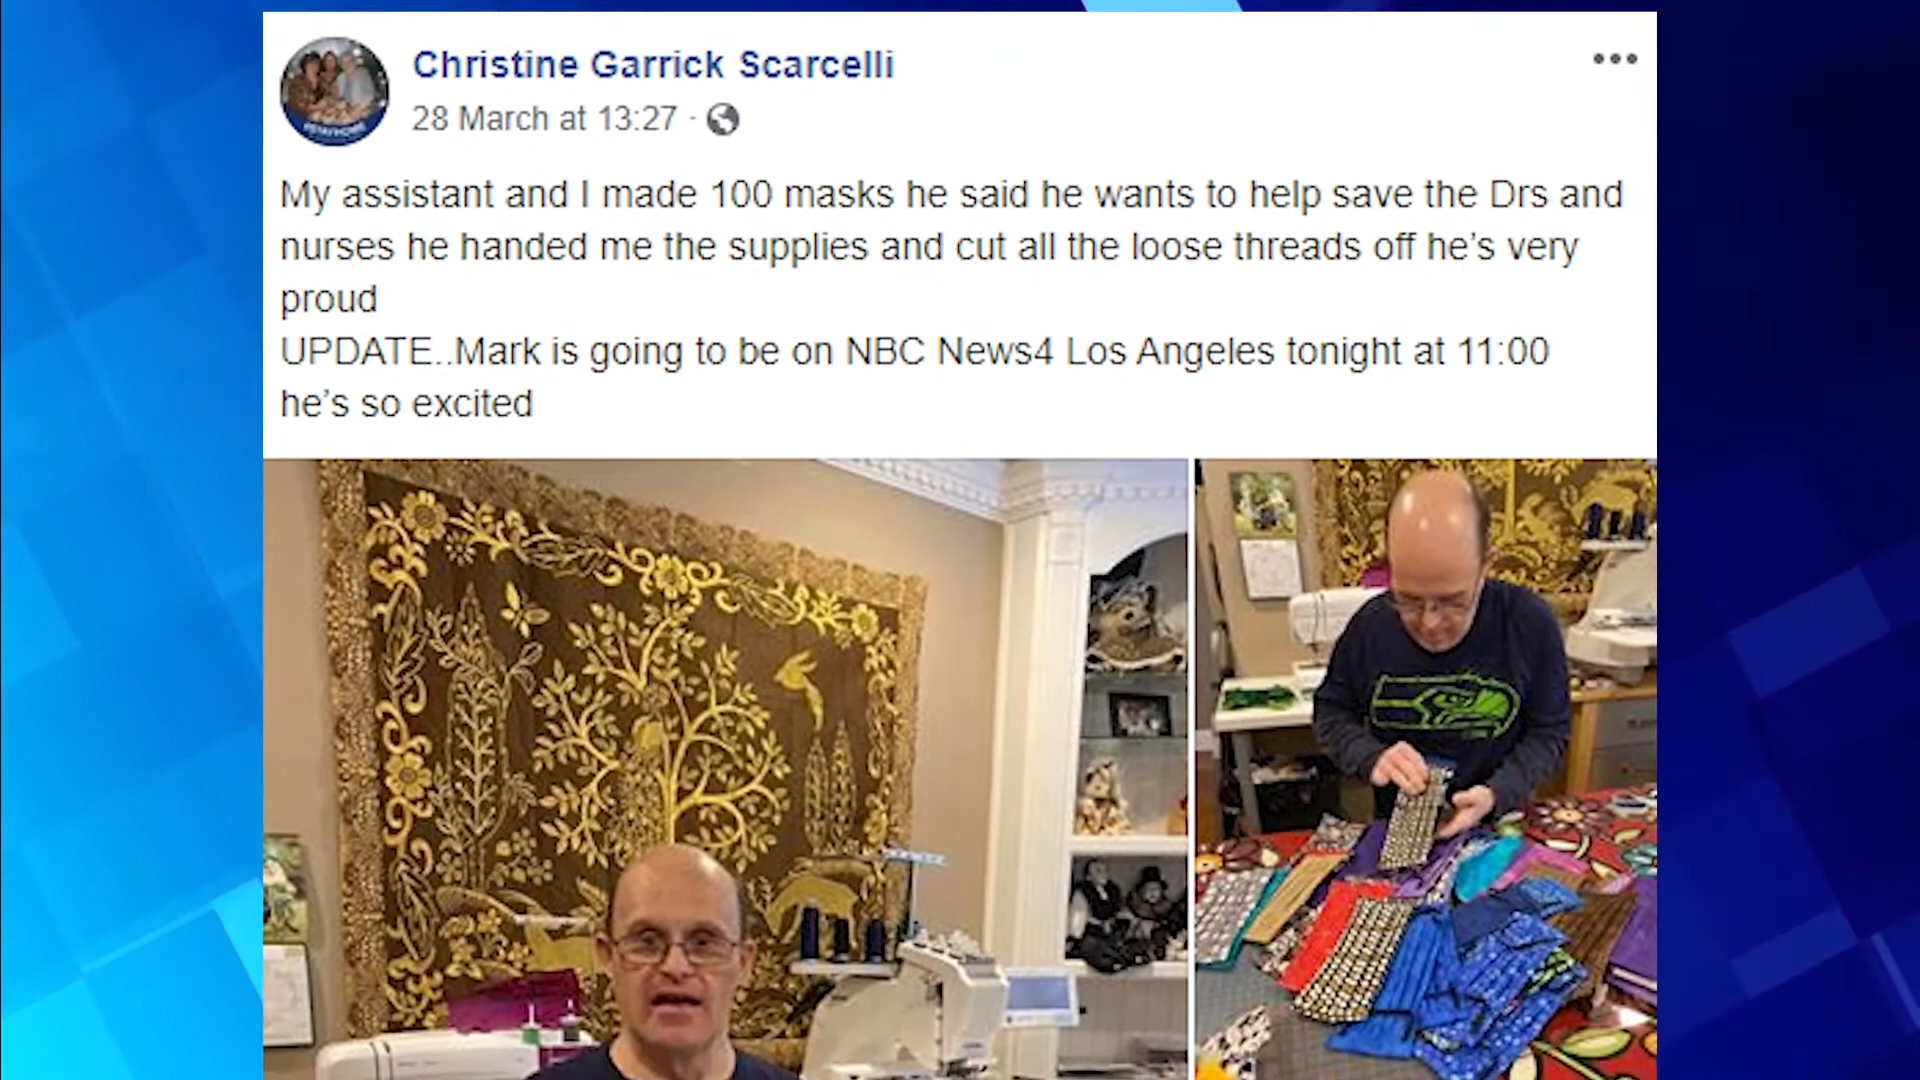 Christine Garrick Scarcelli
28 March at 13:27 ·
My assistant and I made 100 masks he said he wants to help save the Drs and
nurses he handed me the supplies and cut all the loose threads off he’s very
proud
UPDATE..Mark is going to be on NBC News4 Los Angeles tonight at 11:00
he’s so excited